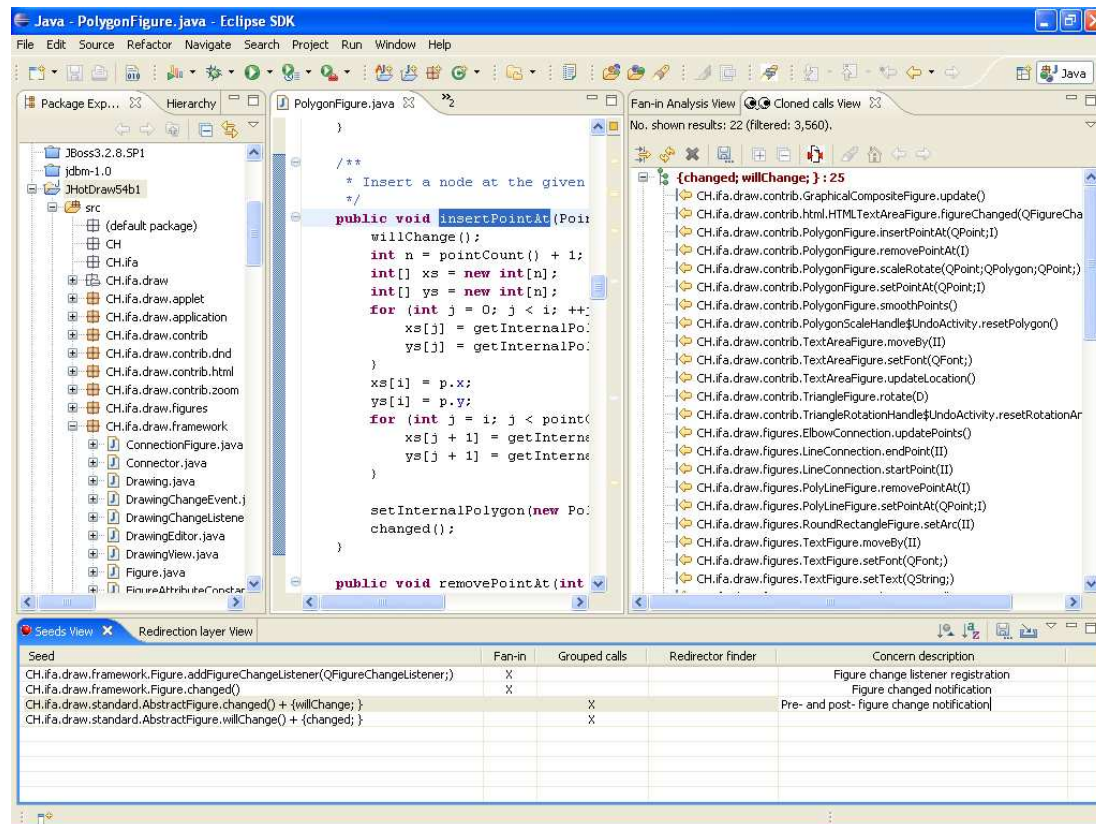 Java - PolygonFigure.java - Eclipse SDK
File Edit Source Refactor Navigate Search Project Run Window Help
Java
Package Exp...
Hierarchy
JBoss3.2.8.SP1
jdbm-1.0
JHotDraw54b1
src
(default package)
CH
CH.ifa
CH.ifa.draw
CH.ifa.draw.applet
CH.ifa.draw.application
CH.ifa.draw.contrib
CH.ifa.draw.contrib.dnd
CH.ifa.draw.contrib.html
CH.ifa.draw.contrib.zoom
CH.ifa.draw.figures
CH.ifa.draw.framework
ConnectionFigure.java
Connector.java
Drawing.java
DrawingChangeEvent.j
DrawingChangeListene
DrawingEditor.java
DrawingView.java
Figure.java
FigureAttributeConstar
PolygonFigure.java
»2
}
/**
* Insert a node at the given
*/
public void insertPointAt(Poin
willChange();
int n = pointCount() + 1;
int[] xs = new int[n];
int[] ys = new int[n];
for (int j = 0; j < i; ++j
xs[j] = getInternalPo
ys[j] = getInternalPo
}
xs[i] = p.x;
ys[i] = p.y;
for (int j = i; j < pointC
xs[j + 1] = getInterna
ys[j + 1] = getInterna
}
setInternalPolygon(new Po
changed();
}
public void removePointAt(int
Fan-in Analysis View
Cloned calls View
No. shown results: 22 (filtered: 3,560).
{changed; willChange; } : 25
CH.ifa.draw.contrib.GraphicalCompositeFigure.update()
CH.ifa.draw.contrib.html.HTMLTextAreaFigure.figureChanged(QFigureCha
CH.ifa.draw.contrib.PolygonFigure.insertPointAt(QPoint;I)
CH.ifa.draw.contrib.PolygonFigure.removePointAt(I)
CH.ifa.draw.contrib.PolygonFigure.scaleRotate(QPoint;QPolygon;QPoint;)
CH.ifa.draw.contrib.PolygonFigure.setPointAt(QPoint;I)
CH.ifa.draw.contrib.PolygonFigure.smoothPoints()
CH.ifa.draw.contrib.PolygonScaleHandle$UndoActivity.resetPolygon()
CH.ifa.draw.contrib.TextAreaFigure.moveBy(II)
CH.ifa.draw.contrib.TextAreaFigure.setFont(QFont;)
CH.ifa.draw.contrib.TextAreaFigure.updateLocation()
CH.ifa.draw.contrib.TriangleFigure.rotate(D)
CH.ifa.draw.contrib.TriangleRotationHandle$UndoActivity.resetRotationAr
CH.ifa.draw.figures.ElbowConnection.updatePoints()
CH.ifa.draw.figures.LineConnection.endPoint(II)
CH.ifa.draw.figures.LineConnection.startPoint(II)
CH.ifa.draw.figures.PolyLineFigure.removePointAt(I)
CH.ifa.draw.figures.PolyLineFigure.setPointAt(QPoint;I)
CH.ifa.draw.figures.RoundRectangleFigure.setArc(II)
CH.ifa.draw.figures.TextFigure.moveBy(II)
CH.ifa.draw.figures.TextFigure.setFont(QFont;)
CH.ifa.draw.figures.TextFigure.setText(QString;)
Seeds View
Redirection layer View
Seed Fan-in Grouped calls Redirector finder Concern description
CH.ifa.draw.framework.Figure.addFigureChangeListener(QFigureChangeListener;) X Figure change listener registration
CH.ifa.draw.framework.Figure.changed() X Figure changed notification
CH.ifa.draw.standard.AbstractFigure.changed() + {willChange; } X Pre- and post- figure change notification
CH.ifa.draw.standard.AbstractFigure.willChange() + {changed; } X